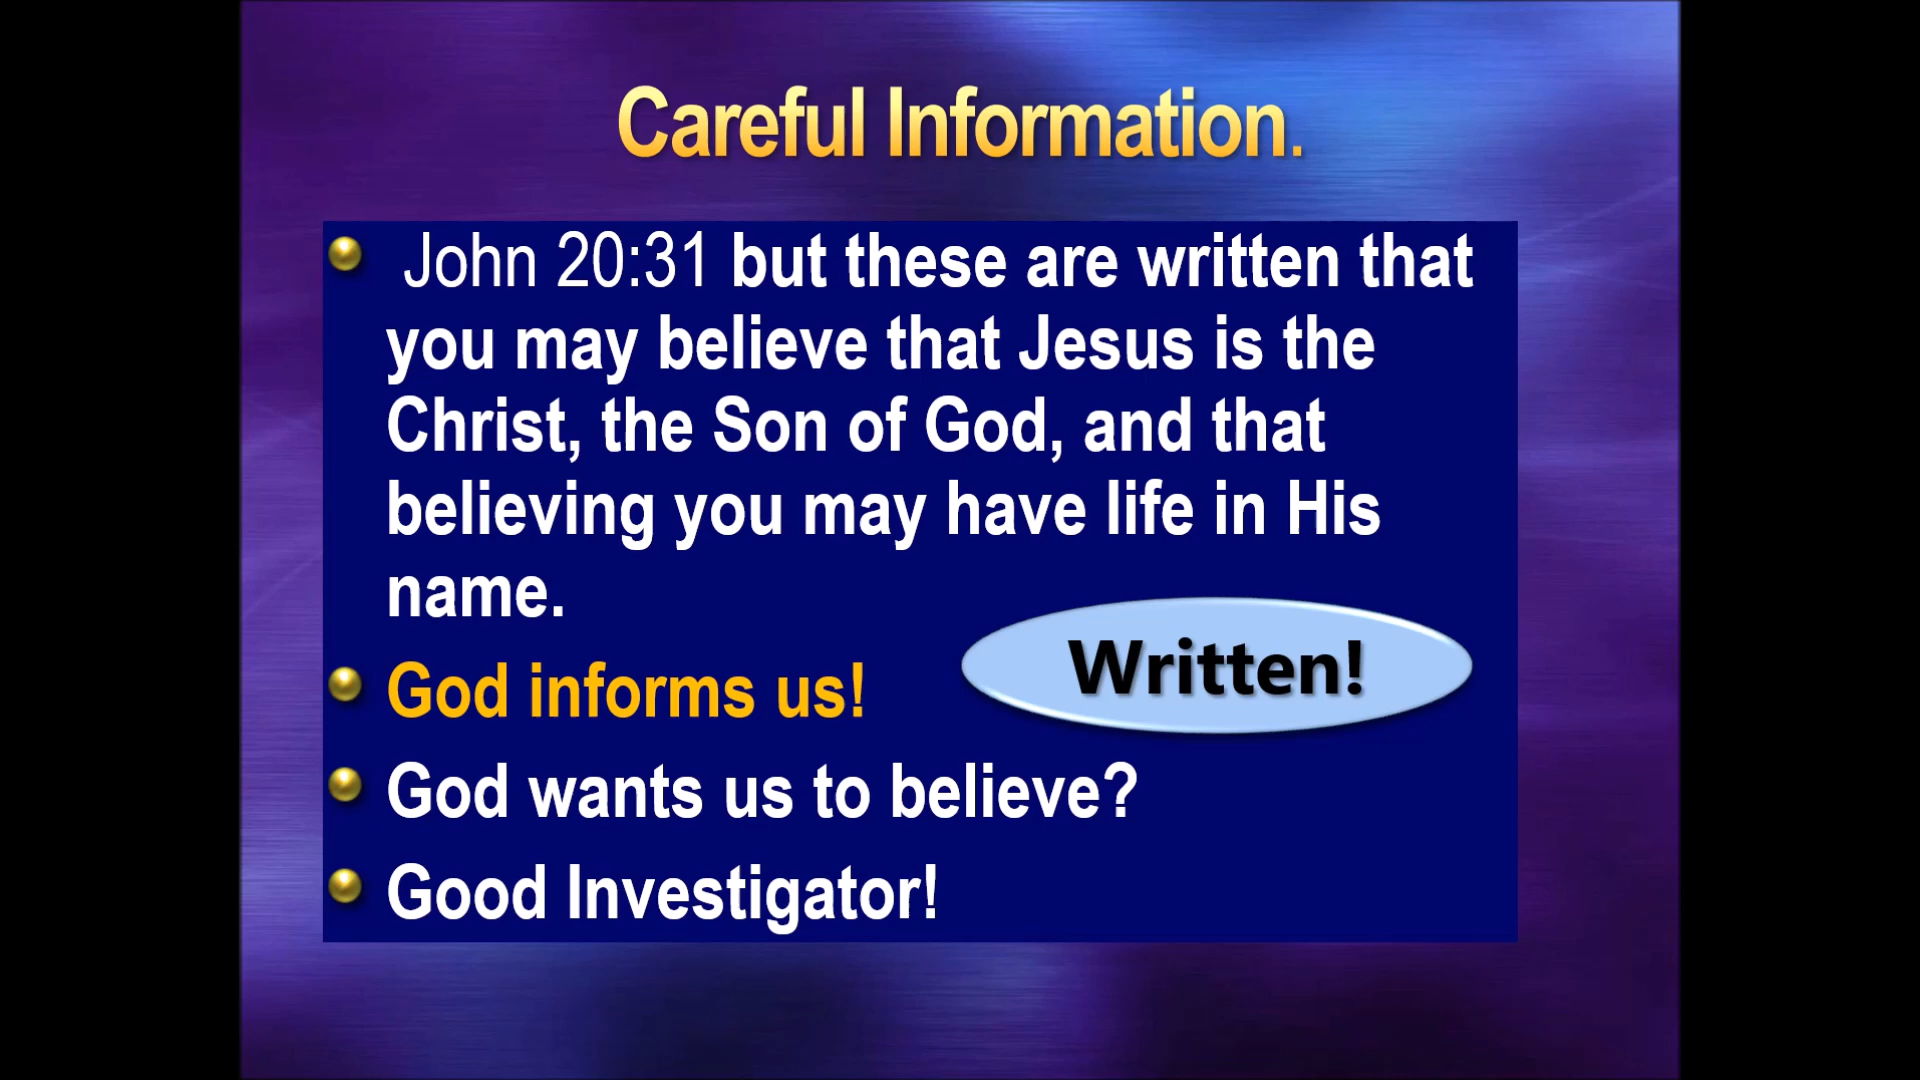 Careful Information.
John 20:31 but these are written that
you may believe that Jesus is the
Christ, the Son of God, and that
believing you may have life in His
name.
Written!
God informs us!
God wants us to believe?
Good Investigator!